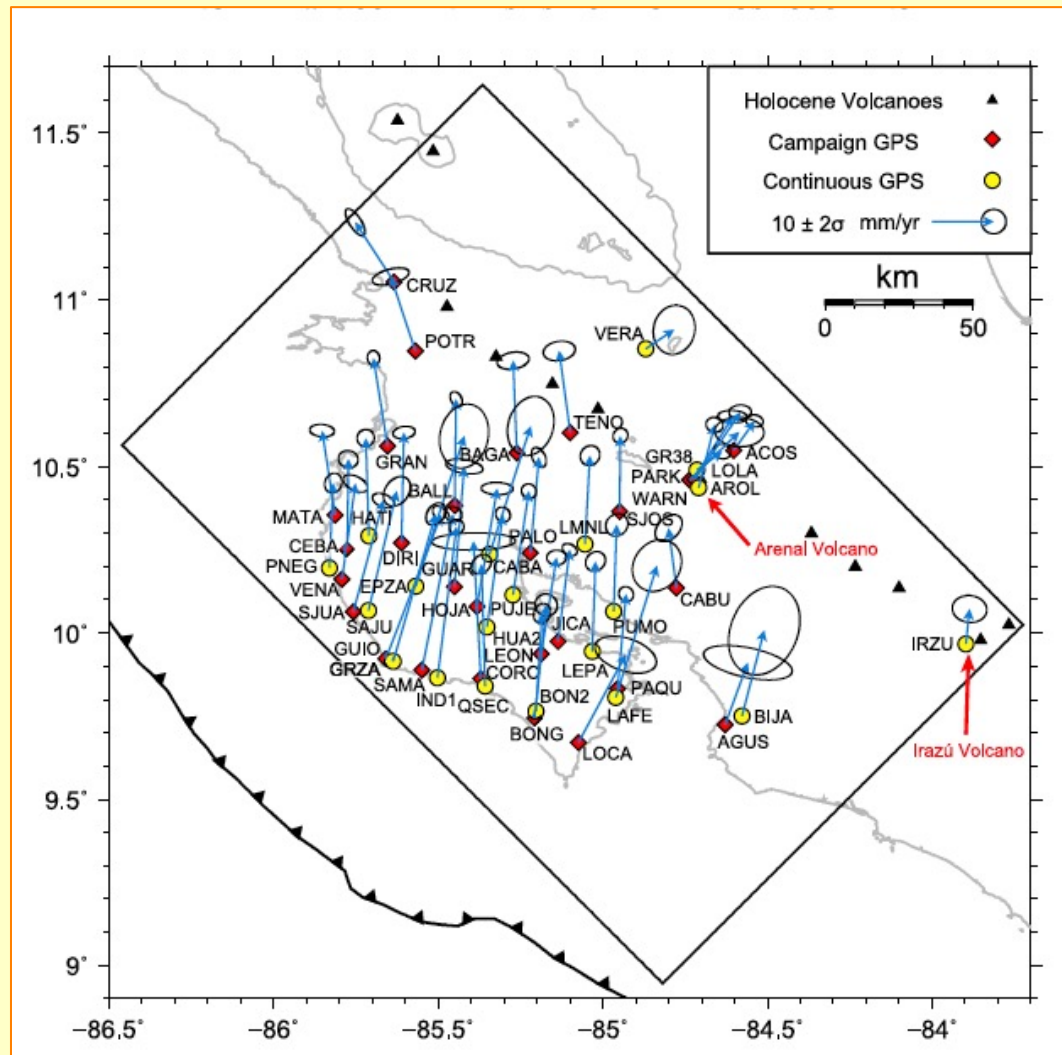 Holocene Volcanoes
Campaign GPS
Continuous GPS
10 ± 2σ mm/yr
km
0 50
11.5°
11°
10.5°
10°
9.5°
9°
−86.5° −86° −85.5° −85° −84.5° −84°
CRUZ
POTR
VERA
TENO
GRAN
BAGA
GR38
ACOS
LOLA
PARK
AROL
WARN
BALL
SJOS
MATA
HATI
LMNL
PALO
Arenal Volcano
CEBA
DIRI
PNEG
GUAR
CABA
VENA
EPZA
CABU
SJUA
HOJA
PUJE
SAJU
JICA
PUMO
HUA2
GUIO
LEON
IRZU
GRZA
CORO
LEPA
SAMA
IND1
QSEC
BON2
PAQU
LAFE
BONG
BIJA
AGUS
LOCA
Irazú Volcano